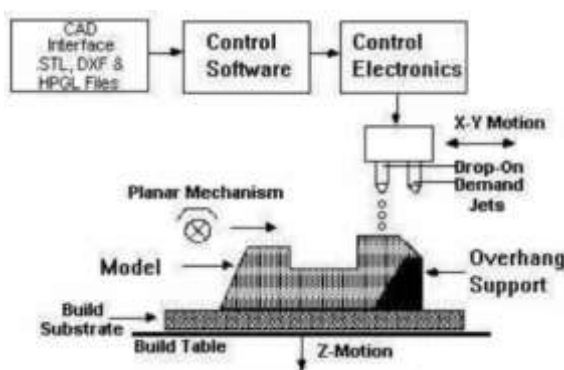 CAD
Interface
STL, DXF &
HPGL Files
Control
Software
Control
Electronics
X-Y Motion
Drop-On
Demand
Jets
Planar Mechanism
Model
Overhang
Support
Build
Substrate
Build Table
Z-Motion